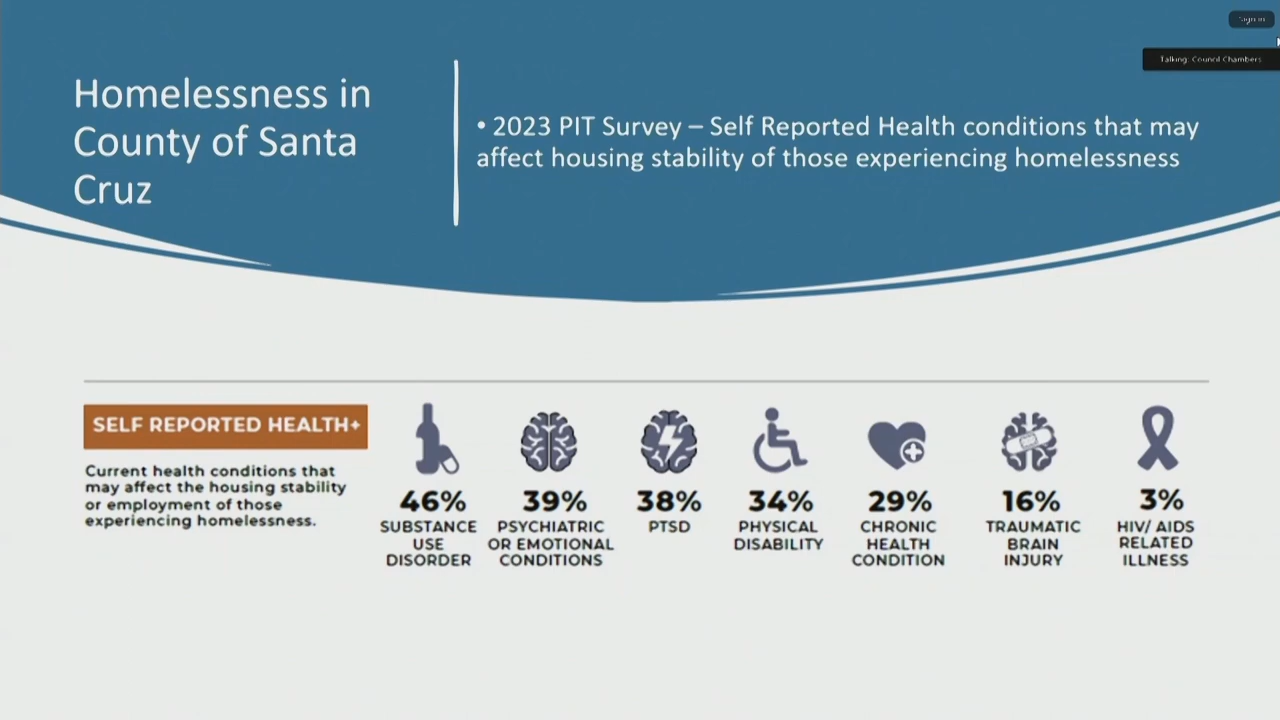 Sign in
Talking: Council Chambers
Homelessness in
County of Santa
Cruz
• 2023 PIT Survey – Self Reported Health conditions that may
affect housing stability of those experiencing homelessness
SELF REPORTED HEALTH+
Current health conditions that
may affect the housing stability
or employment of those
experiencing homelessness.
46%
SUBSTANCE
USE
DISORDER
39%
PSYCHIATRIC
OR EMOTIONAL
CONDITIONS
38%
PTSD
34%
PHYSICAL
DISABILITY
29%
CHRONIC
HEALTH
CONDITION
16%
TRAUMATIC
BRAIN
INJURY
3%
HIV/ AIDS
RELATED
ILLNESS